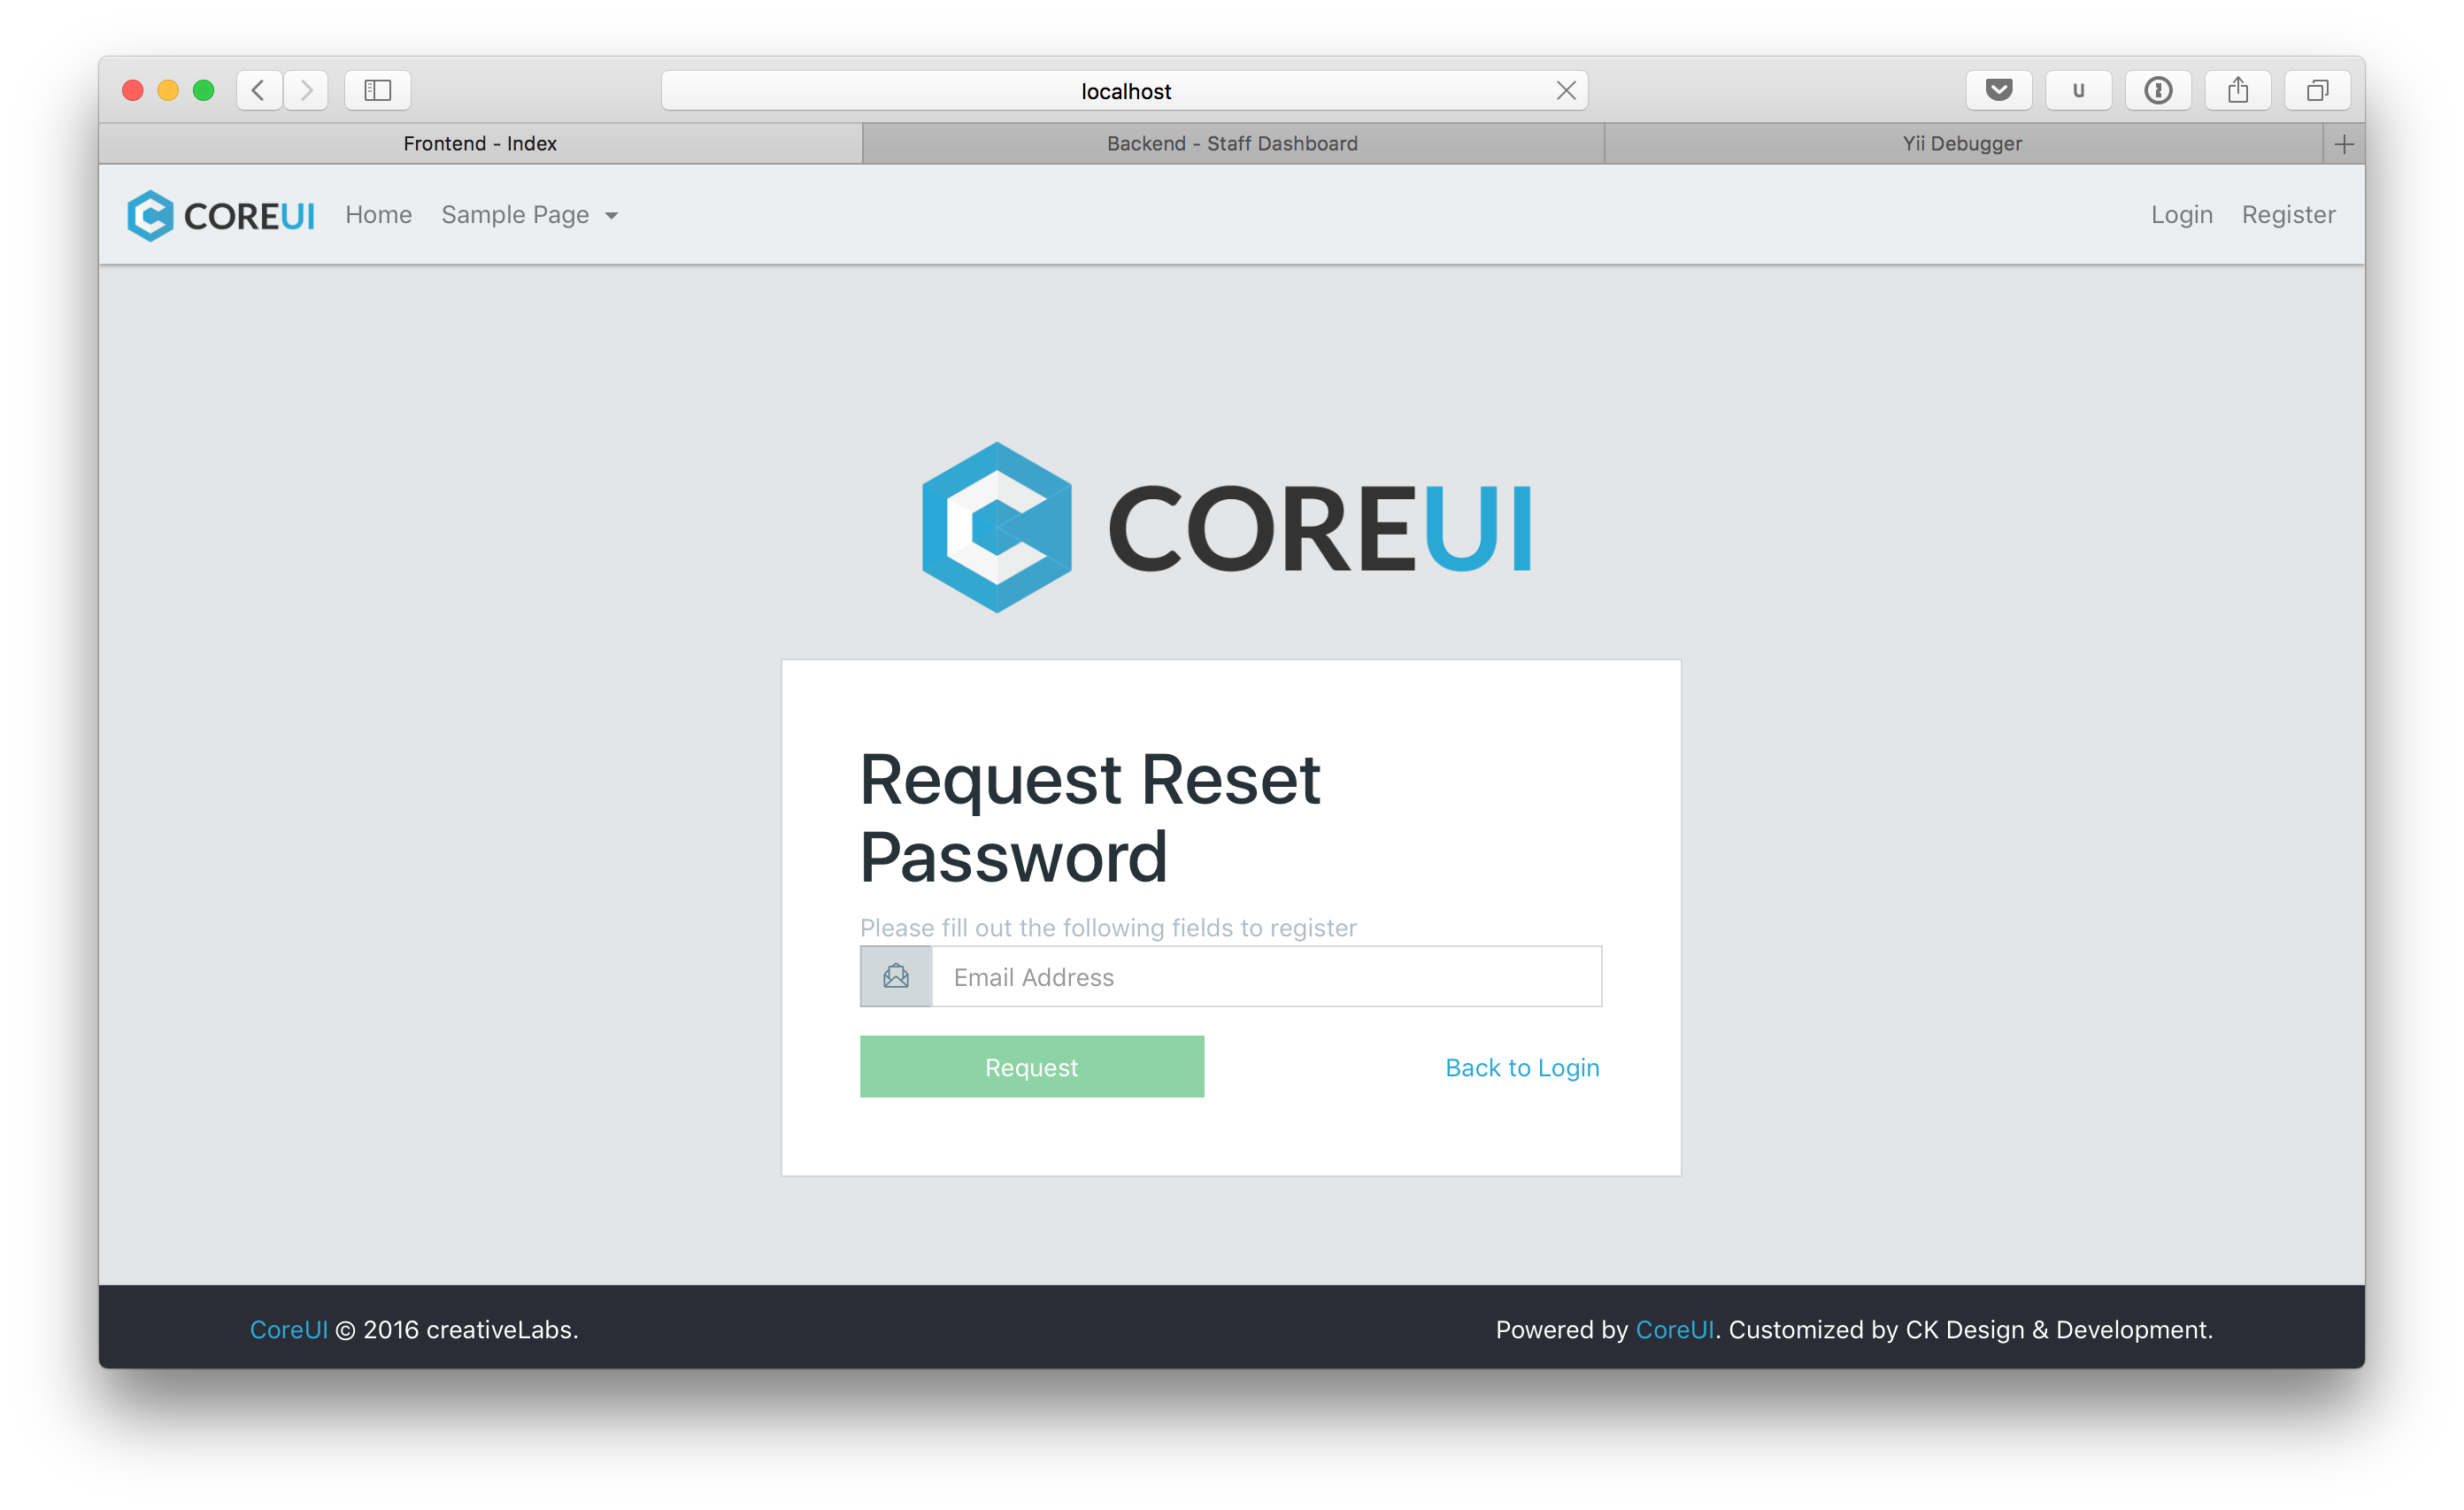 localhost
u
Frontend - Index
Backend - Staff Dashboard
Yii Debugger
COREUI
Home
Sample Page
Login
Register
COREUI
Request Reset
Password
Please fill out the following fields to register
Email Address
Request
Back to Login
CoreUI © 2016 creativeLabs.
Powered by CoreUI. Customized by CK Design & Development.